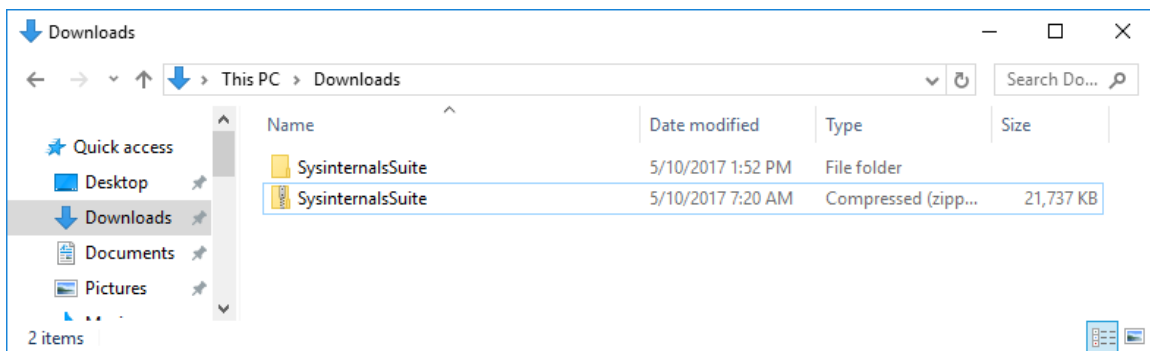 Downloads
This PC > Downloads
Search Do...
Name Date modified Type Size
Quick access
Desktop
Downloads
Documents
Pictures
SysinternalsSuite 5/10/2017 1:52 PM File folder
SysinternalsSuite 5/10/2017 7:20 AM Compressed (zipp... 21,737 KB
2 items